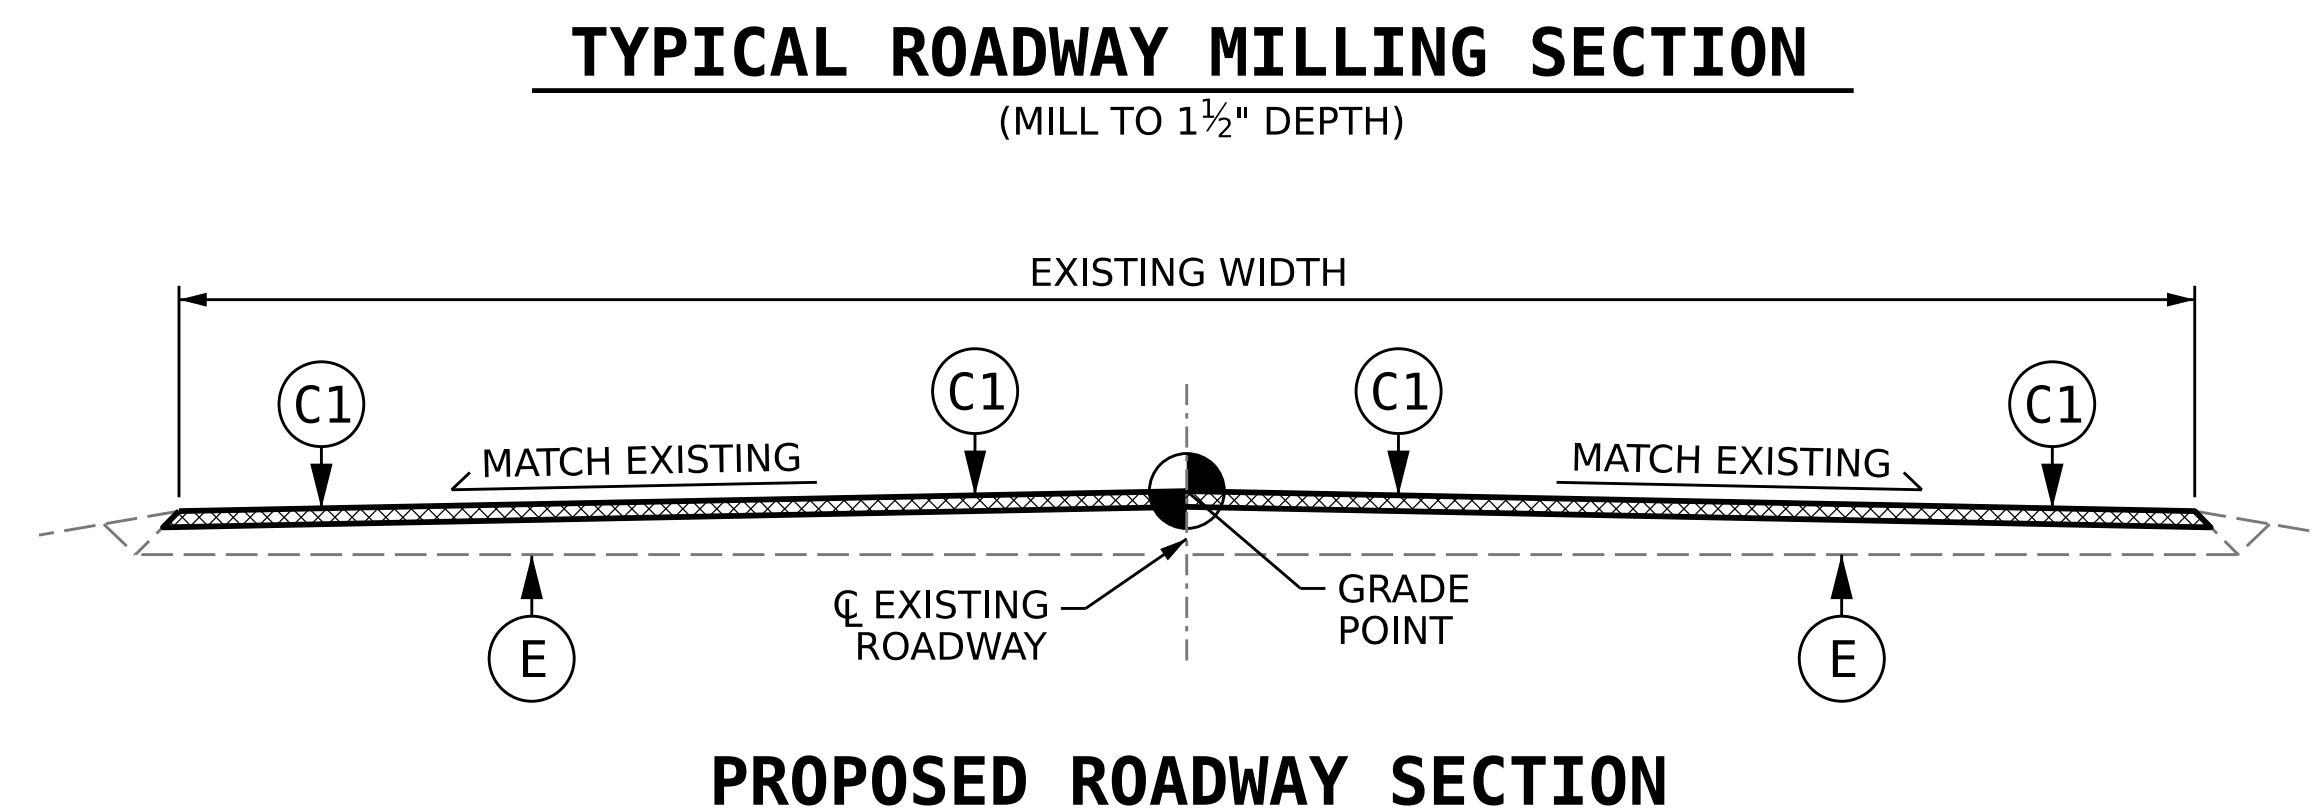 TYPICAL ROADWAY MILLING SECTION
(MILL TO 1½" DEPTH)
EXISTING WIDTH
C1
C1
C1
C1
MATCH EXISTING
MATCH EXISTING
℄ EXISTING
ROADWAY
GRADE
POINT
E
E
PROPOSED ROADWAY SECTION